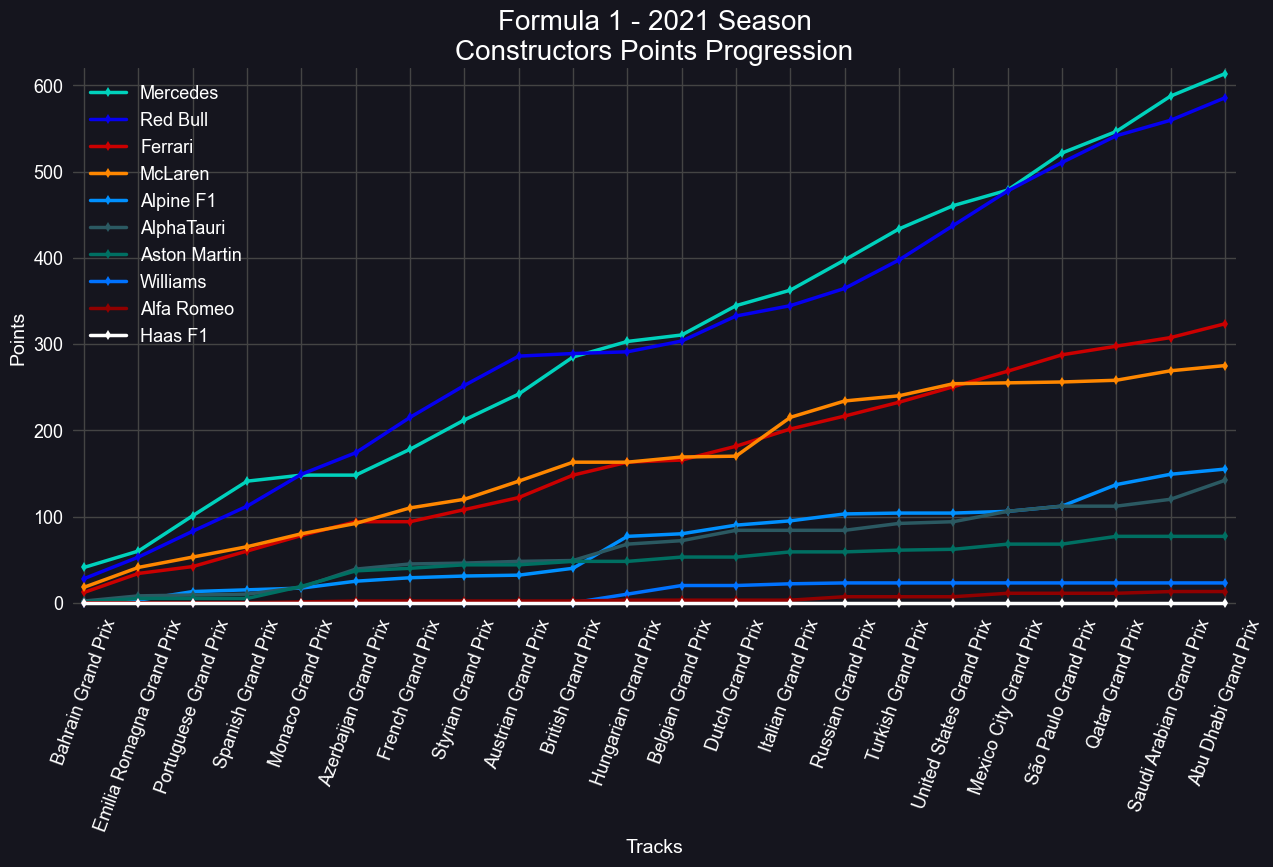 Formula 1 - 2021 Season
Constructors Points Progression
600
500
400
300
200
100
0
Points
Mercedes
Red Bull
Ferrari
McLaren
Alpine F1
AlphaTauri
Aston Martin
Williams
Alfa Romeo
Haas F1
Bahrain Grand Prix
Emilia Romagna Grand Prix
Portuguese Grand Prix
Spanish Grand Prix
Monaco Grand Prix
Azerbaijan Grand Prix
French Grand Prix
Styrian Grand Prix
Austrian Grand Prix
British Grand Prix
Hungarian Grand Prix
Belgian Grand Prix
Dutch Grand Prix
Italian Grand Prix
Russian Grand Prix
Turkish Grand Prix
United States Grand Prix
Mexico City Grand Prix
São Paulo Grand Prix
Qatar Grand Prix
Saudi Arabian Grand Prix
Abu Dhabi Grand Prix
Tracks